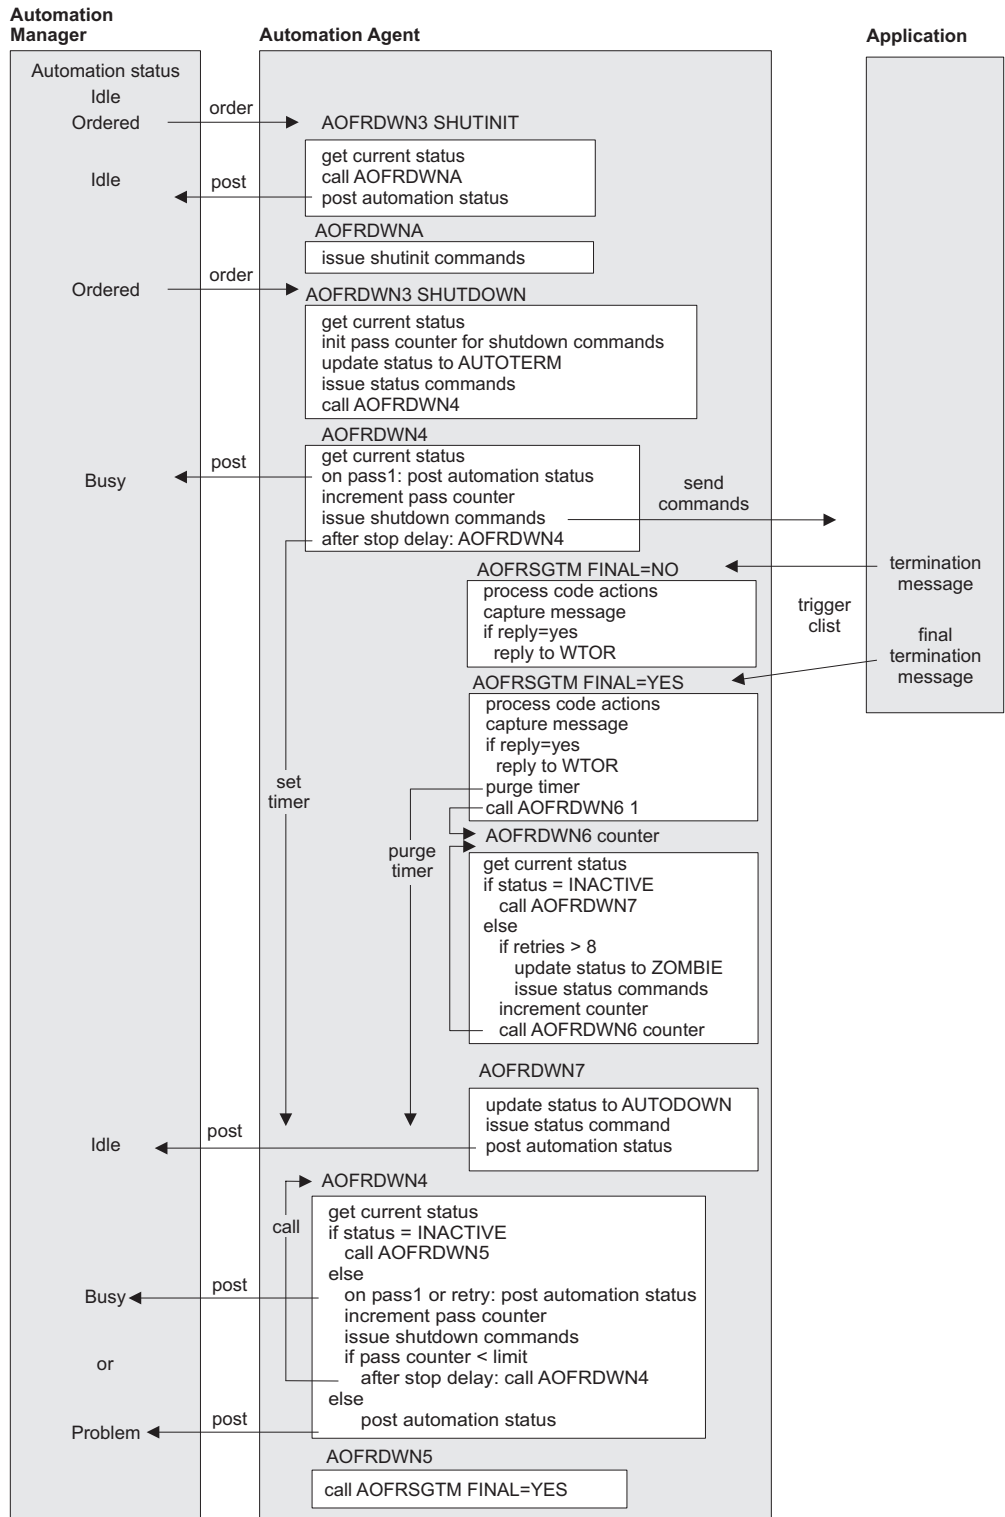 Automation
Manager
Automation Agent
Application
Automation status
Idle
order
Ordered
AOFRDWN3 SHUTINIT
get current status
call AOFRDWNA
post automation status
Idle
post
AOFRDWNA
issue shutinit commands
order
Ordered
AOFRDWN3 SHUTDOWN
get current status
init pass counter for shutdown commands
update status to AUTOTERM
issue status commands
call AOFRDWN4
AOFRDWN4
get current status
on pass1: post automation status
increment pass counter
issue shutdown commands
after stop delay: AOFRDWN4
post
Busy
send
commands
AOFRSGTM FINAL=NO
process code actions
capture message
if reply=yes
reply to WTOR
termination
message
trigger
clist
final
termination
message
AOFRSGTM FINAL=YES
process code actions
capture message
if reply=yes
reply to WTOR
purge timer
call AOFRDWN6 1
set
timer
purge
timer
AOFRDWN6 counter
get current status
if status = INACTIVE
call AOFRDWN7
else
if retries > 8
update status to ZOMBIE
issue status commands
increment counter
call AOFRDWN6 counter
AOFRDWN7
update status to AUTODOWN
issue status command
post automation status
post
Idle
AOFRDWN4
call
get current status
if status = INACTIVE
call AOFRDWN5
else
on pass1 or retry: post automation status
increment pass counter
issue shutdown commands
if pass counter < limit
after stop delay: call AOFRDWN4
else
post automation status
post
Busy
or
post
Problem
AOFRDWN5
call AOFRSGTM FINAL=YES